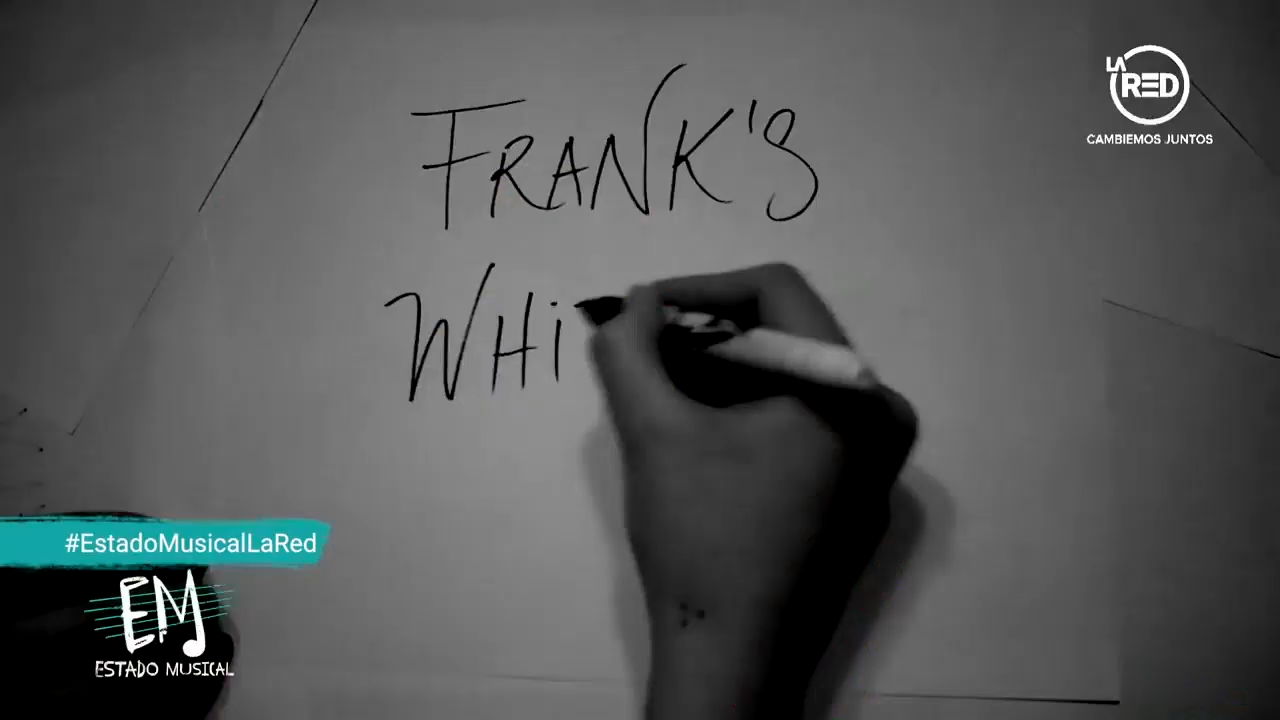 FRANK'S
WHi
LA
RED
CAMBIEMOS JUNTOS
#EstadoMusicalLaRed
EM
ESTADO MUSICAL